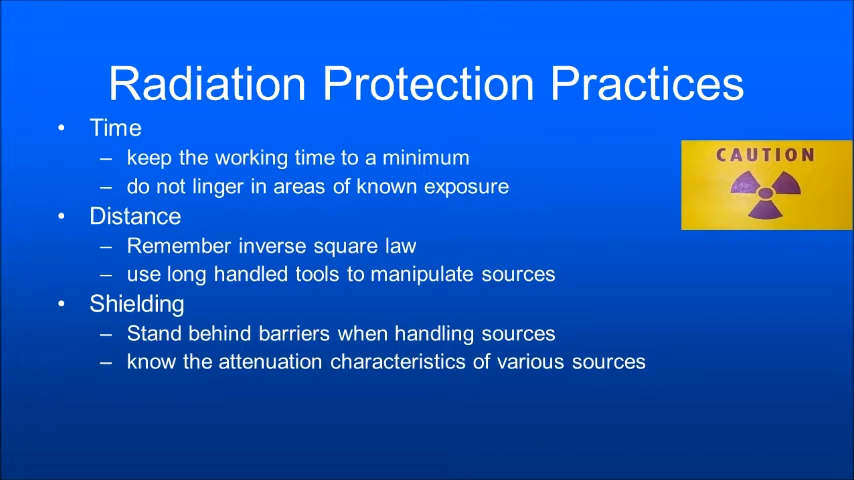 Radiation Protection Practices
• Time
– keep the working time to a minimum
– do not linger in areas of known exposure
• Distance
– Remember inverse square law
– use long handled tools to manipulate sources
• Shielding
– Stand behind barriers when handling sources
– know the attenuation characteristics of various sources
CAUTION